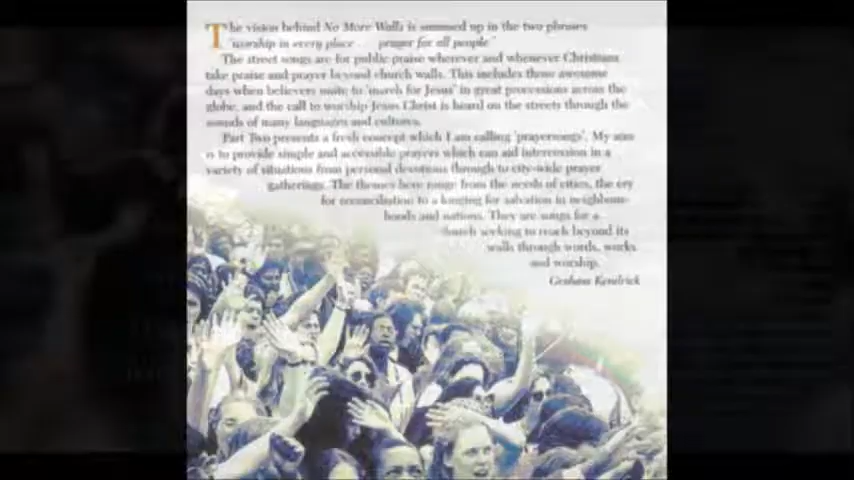 The vision behind No More Walls is summed up in the two phrases
'worship in every place . . . prayer for all people'
The street songs are for public praise wherever and whenever Christians
take praise and prayer beyond church walls. This includes those awesome
days when believers unite to 'march for Jesus' in great processions across the
globe, and the call to worship Jesus Christ is heard on the streets through the
sounds of many languages and cultures.
Part Two presents a fresh concept which I am calling 'prayersongs'. My aim
is to provide simple and accessible prayers which can aid intercession in a
variety of situations from personal devotions through to city-wide prayer
gatherings. The themes here range from the needs of cities, the cry
for reconciliation to a longing for salvation in neighbour-
hoods and nations. They are songs for a
church seeking to reach beyond its
walls through words, works
and worship.
Graham Kendrick